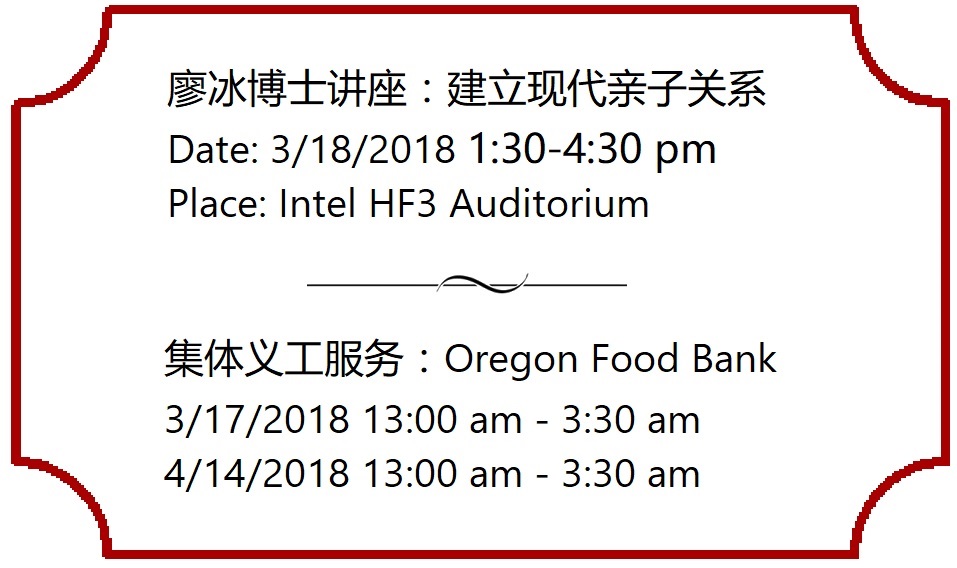 廖冰博士讲座：建立现代亲子关系
Date: 3/18/2018 1:30-4:30 pm
Place: Intel HF3 Auditorium
集体义工服务：Oregon Food Bank
3/17/2018 13:00 am - 3:30 am
4/14/2018 13:00 am - 3:30 am